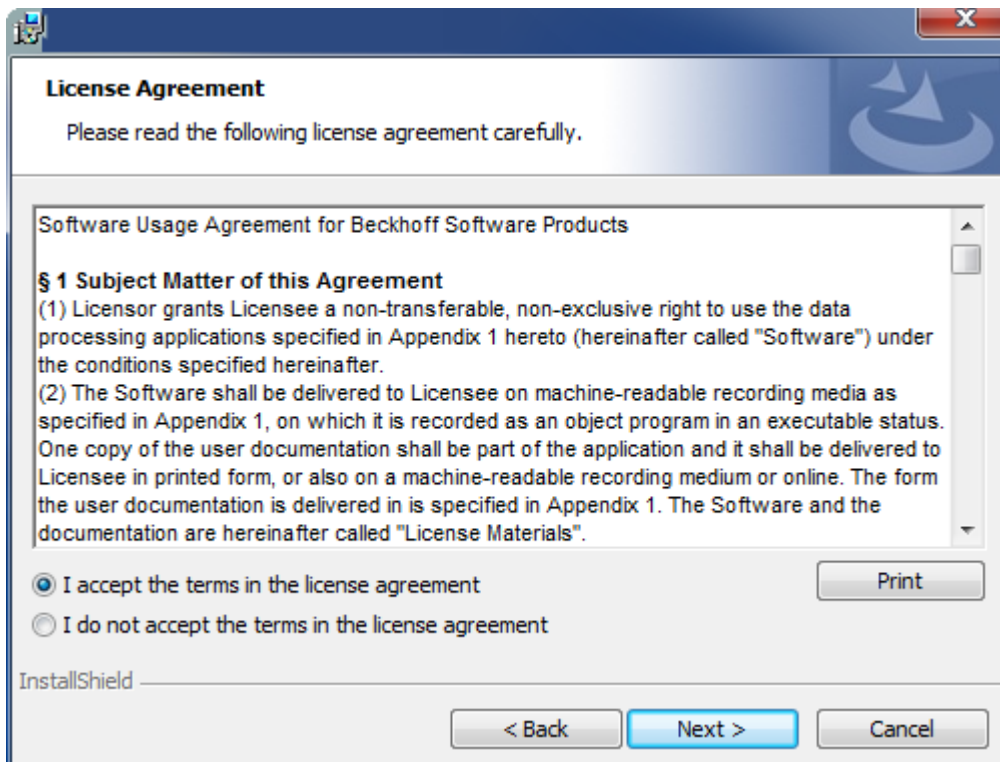 License Agreement
Please read the following license agreement carefully.
Software Usage Agreement for Beckhoff Software Products
§ 1 Subject Matter of this Agreement
(1) Licensor grants Licensee a non-transferable, non-exclusive right to use the data
processing applications specified in Appendix 1 hereto (hereinafter called "Software") under
the conditions specified hereinafter.
(2) The Software shall be delivered to Licensee on machine-readable recording media as
specified in Appendix 1, on which it is recorded as an object program in an executable status.
One copy of the user documentation shall be part of the application and it shall be delivered to
Licensee in printed form, or also on a machine-readable recording medium or online. The form
the user documentation is delivered in is specified in Appendix 1. The Software and the
documentation are hereinafter called "License Materials".
I accept the terms in the license agreement
Print
I do not accept the terms in the license agreement
InstallShield
< Back Next > Cancel